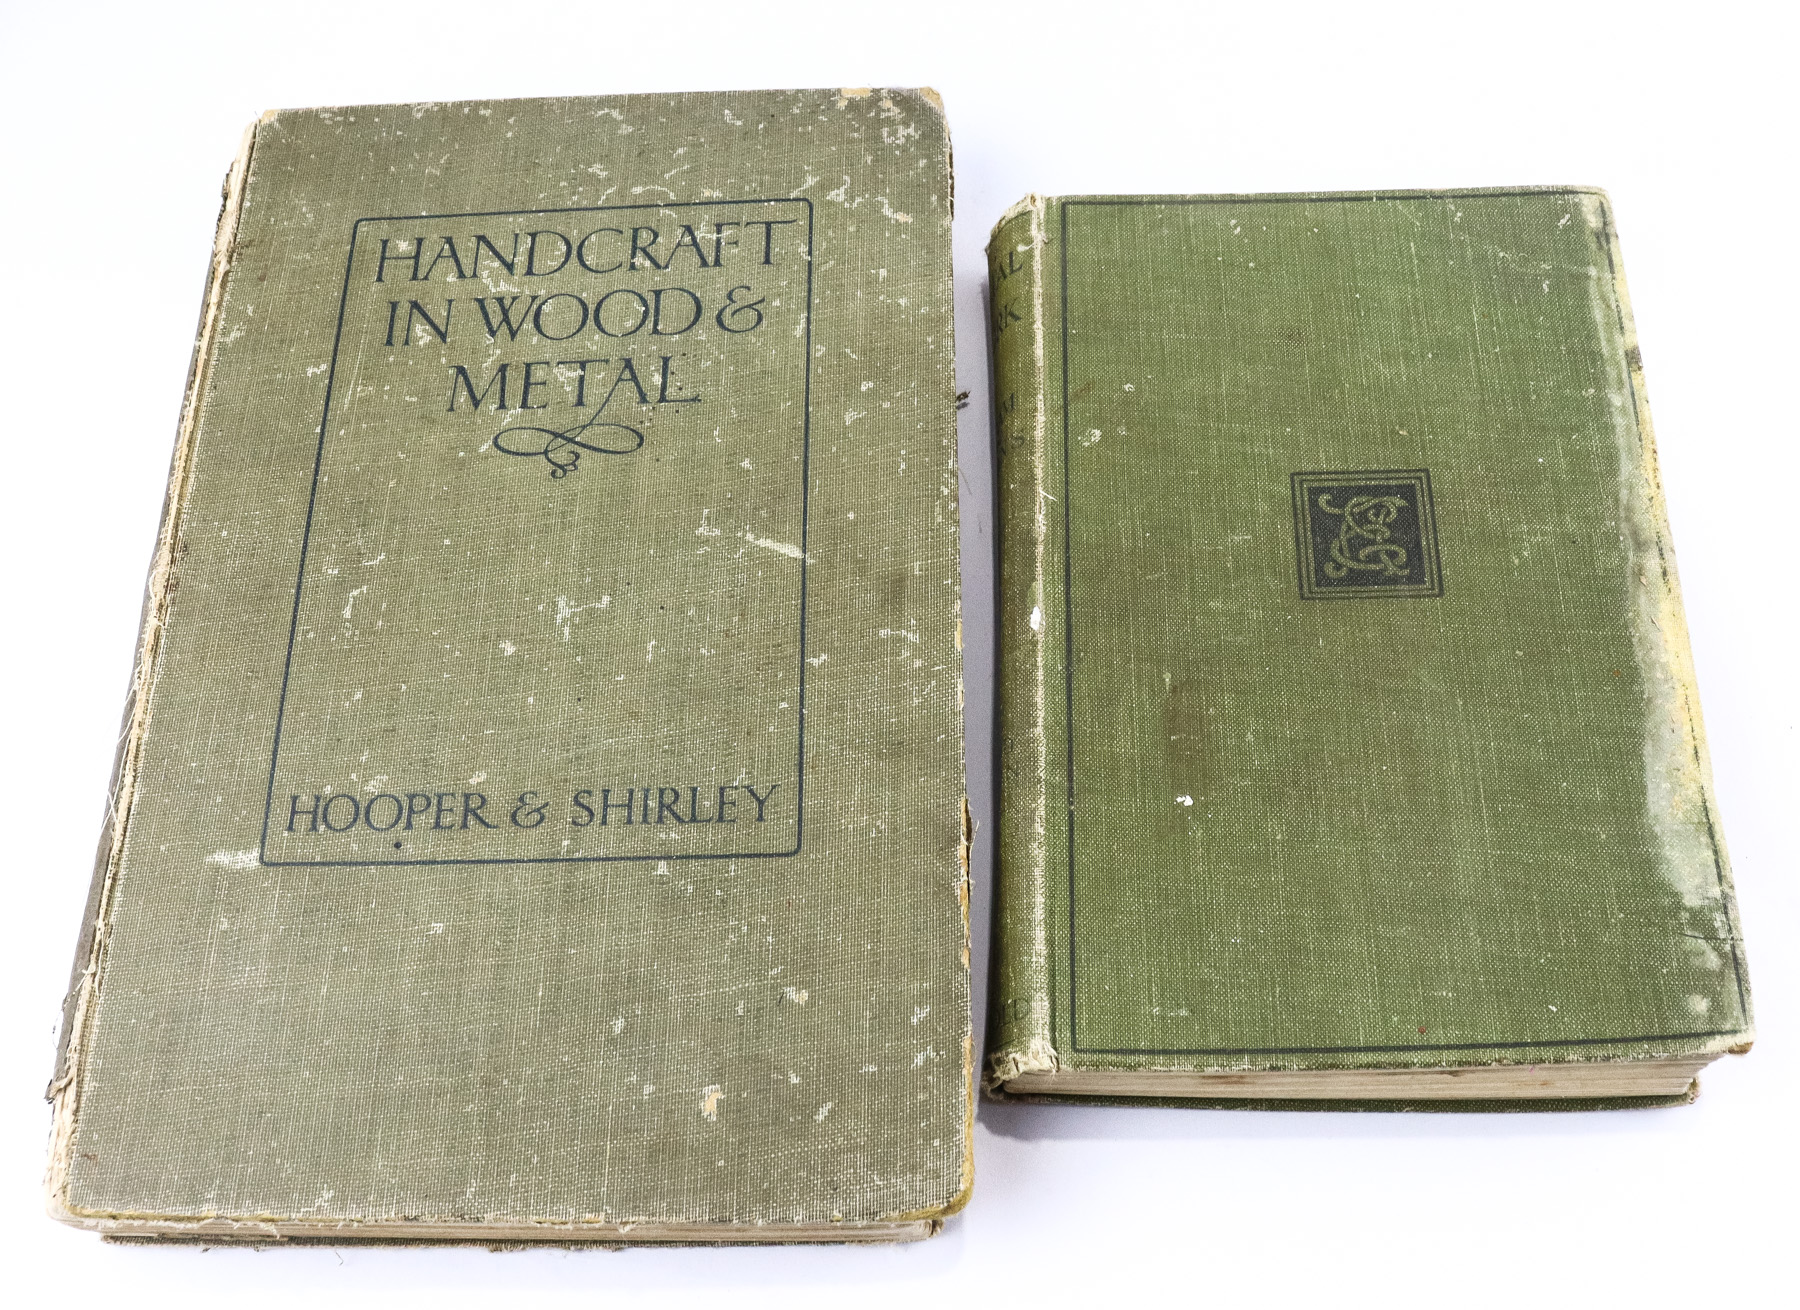 HANDCRAFT
IN WOOD &
METAL
HOOPER & SHIRLEY